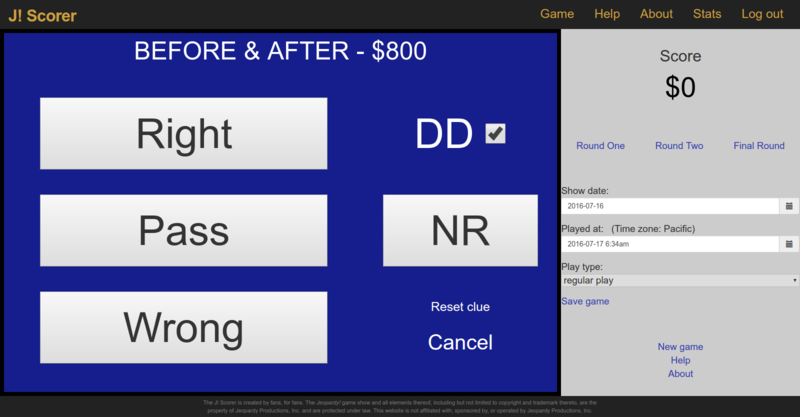 J! Scorer
Game Help About Stats Log out
BEFORE & AFTER - $800
Right
DD
Pass
NR
Wrong
Reset clue
Cancel
Score
$0
Round One Round Two Final Round
Show date:
2016-07-16
Played at: (Time zone: Pacific)
2016-07-17 6:34am
Play type:
regular play
Save game
New game
Help
About
The J! Scorer is created by fans, for fans. The Jeopardy! game show and all elements thereof, including but not limited to copyright and trademark thereto, are the
property of Jeopardy Productions, Inc. and are protected under law. This website is not affiliated with, sponsored by, or operated by Jeopardy Productions, Inc.